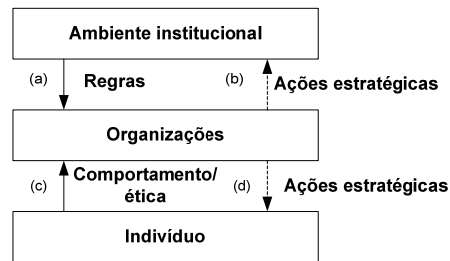 Ambiente institucional
(a) Regras (b) Ações estratégicas
Organizações
(c) Comportamento/
ética
(d) Ações estratégicas
Indivíduo